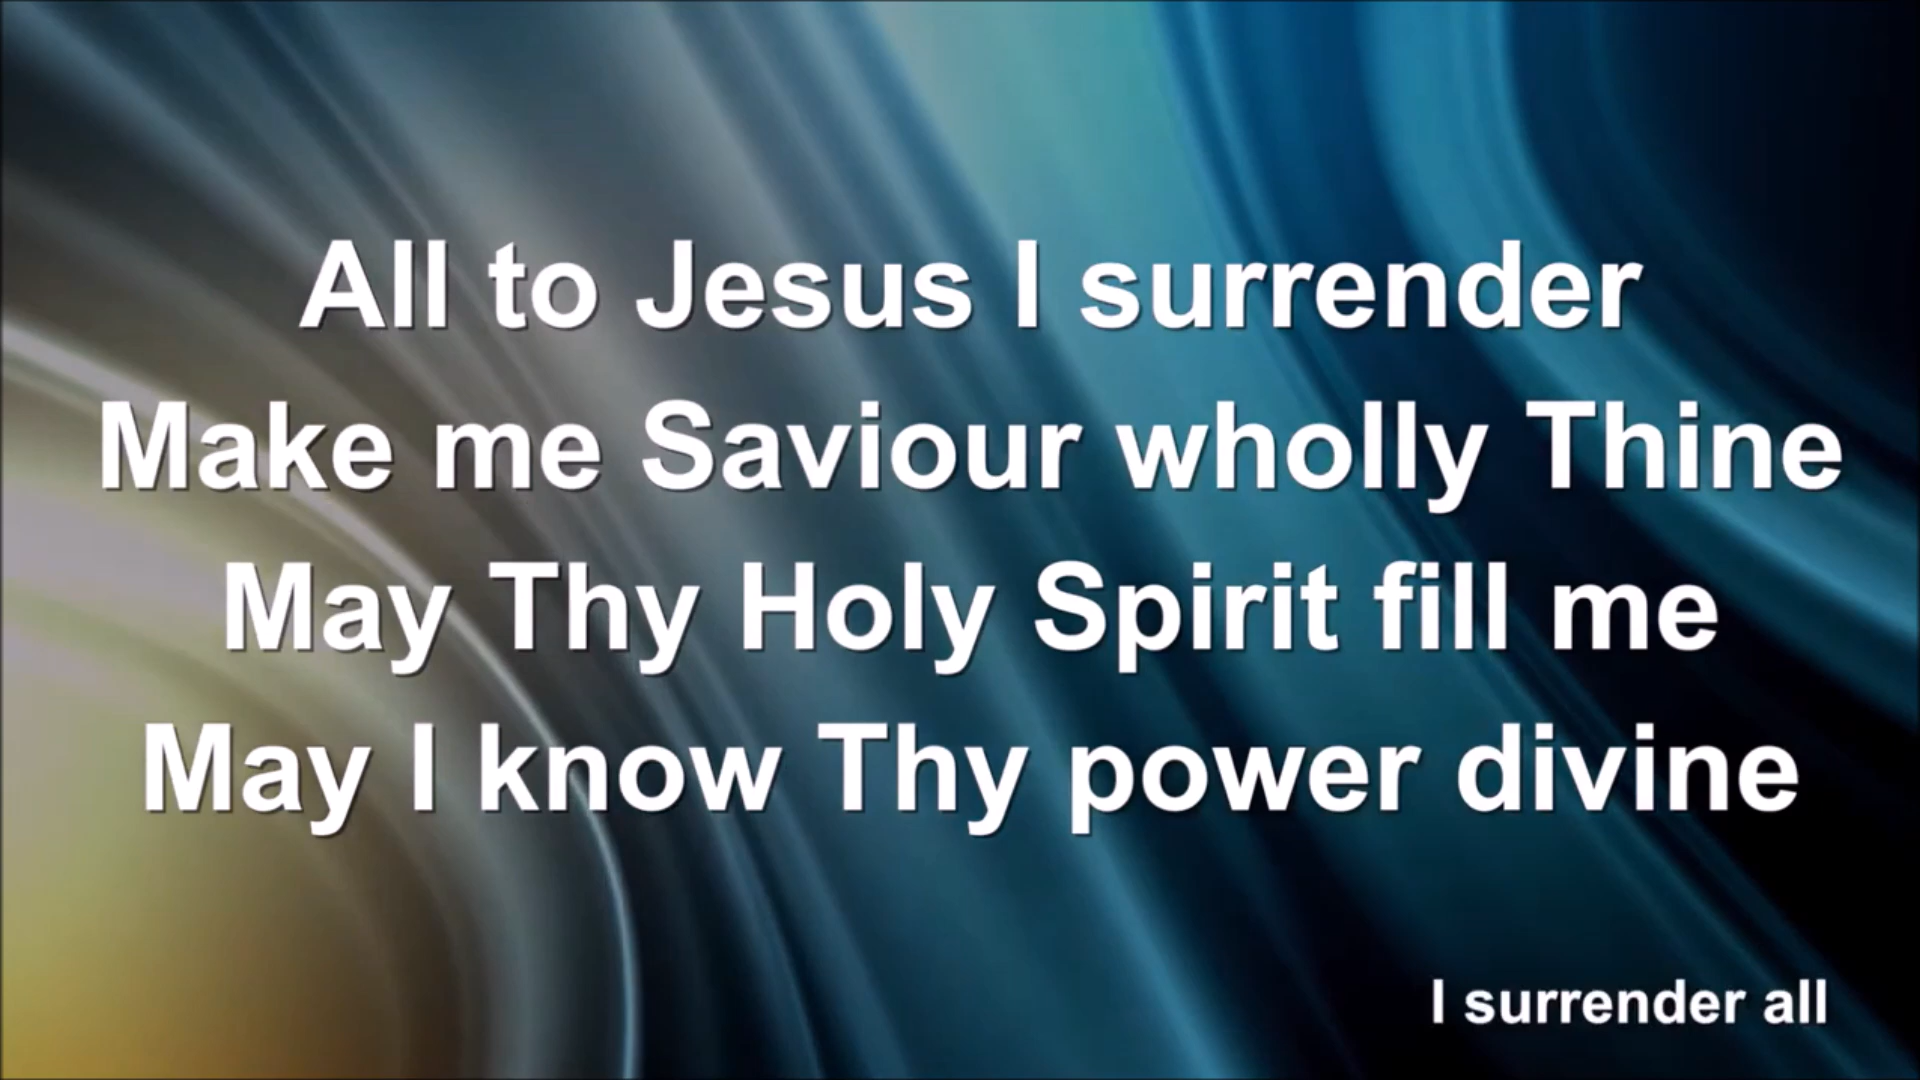 All to Jesus I surrender
Make me Saviour wholly Thine
May Thy Holy Spirit fill me
May I know Thy power divine
I surrender all